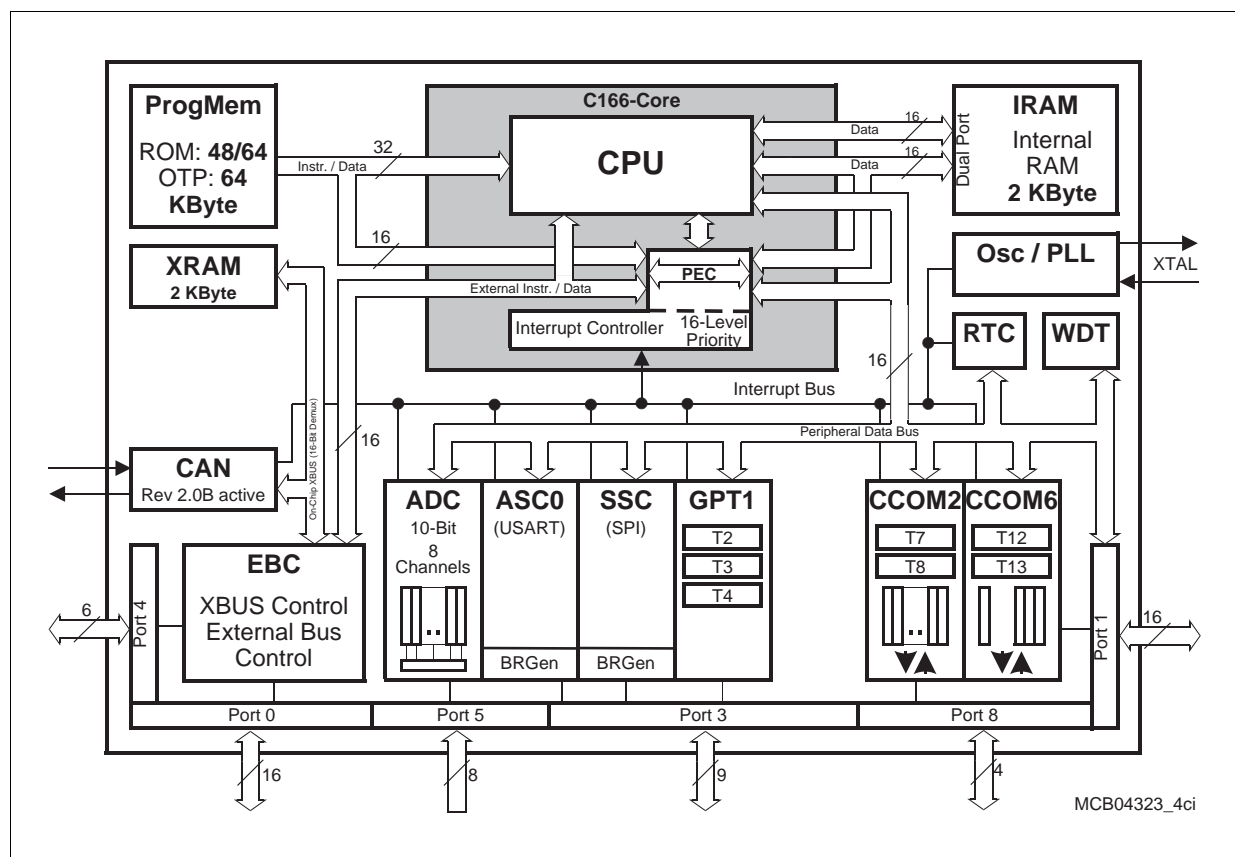 C166-Core
ProgMem
ROM: 48/64
OTP: 64
KByte
32
Instr. / Data
CPU
16
Data
16
Data
Dual Port
IRAM
Internal
RAM
2 KByte
XRAM
2 KByte
16
External Instr. / Data
PEC
Interrupt Controller
16-Level
Priority
Osc / PLL
XTAL
RTC
WDT
16
Interrupt Bus
Peripheral Data Bus
On-Chip XBUS (16-Bit Demux)
16
CAN
Rev 2.0B active
EBC
XBUS Control
External Bus
Control
ADC
10-Bit
8
Channels
ASC0
(USART)
BRGen
SSC
(SPI)
BRGen
GPT1
T2
T3
T4
CCOM2
T7
T8
CCOM6
T12
T13
6
Port 4
Port 1
16
Port 0
Port 5
Port 3
Port 8
16
8
9
4
MCB04323_4ci